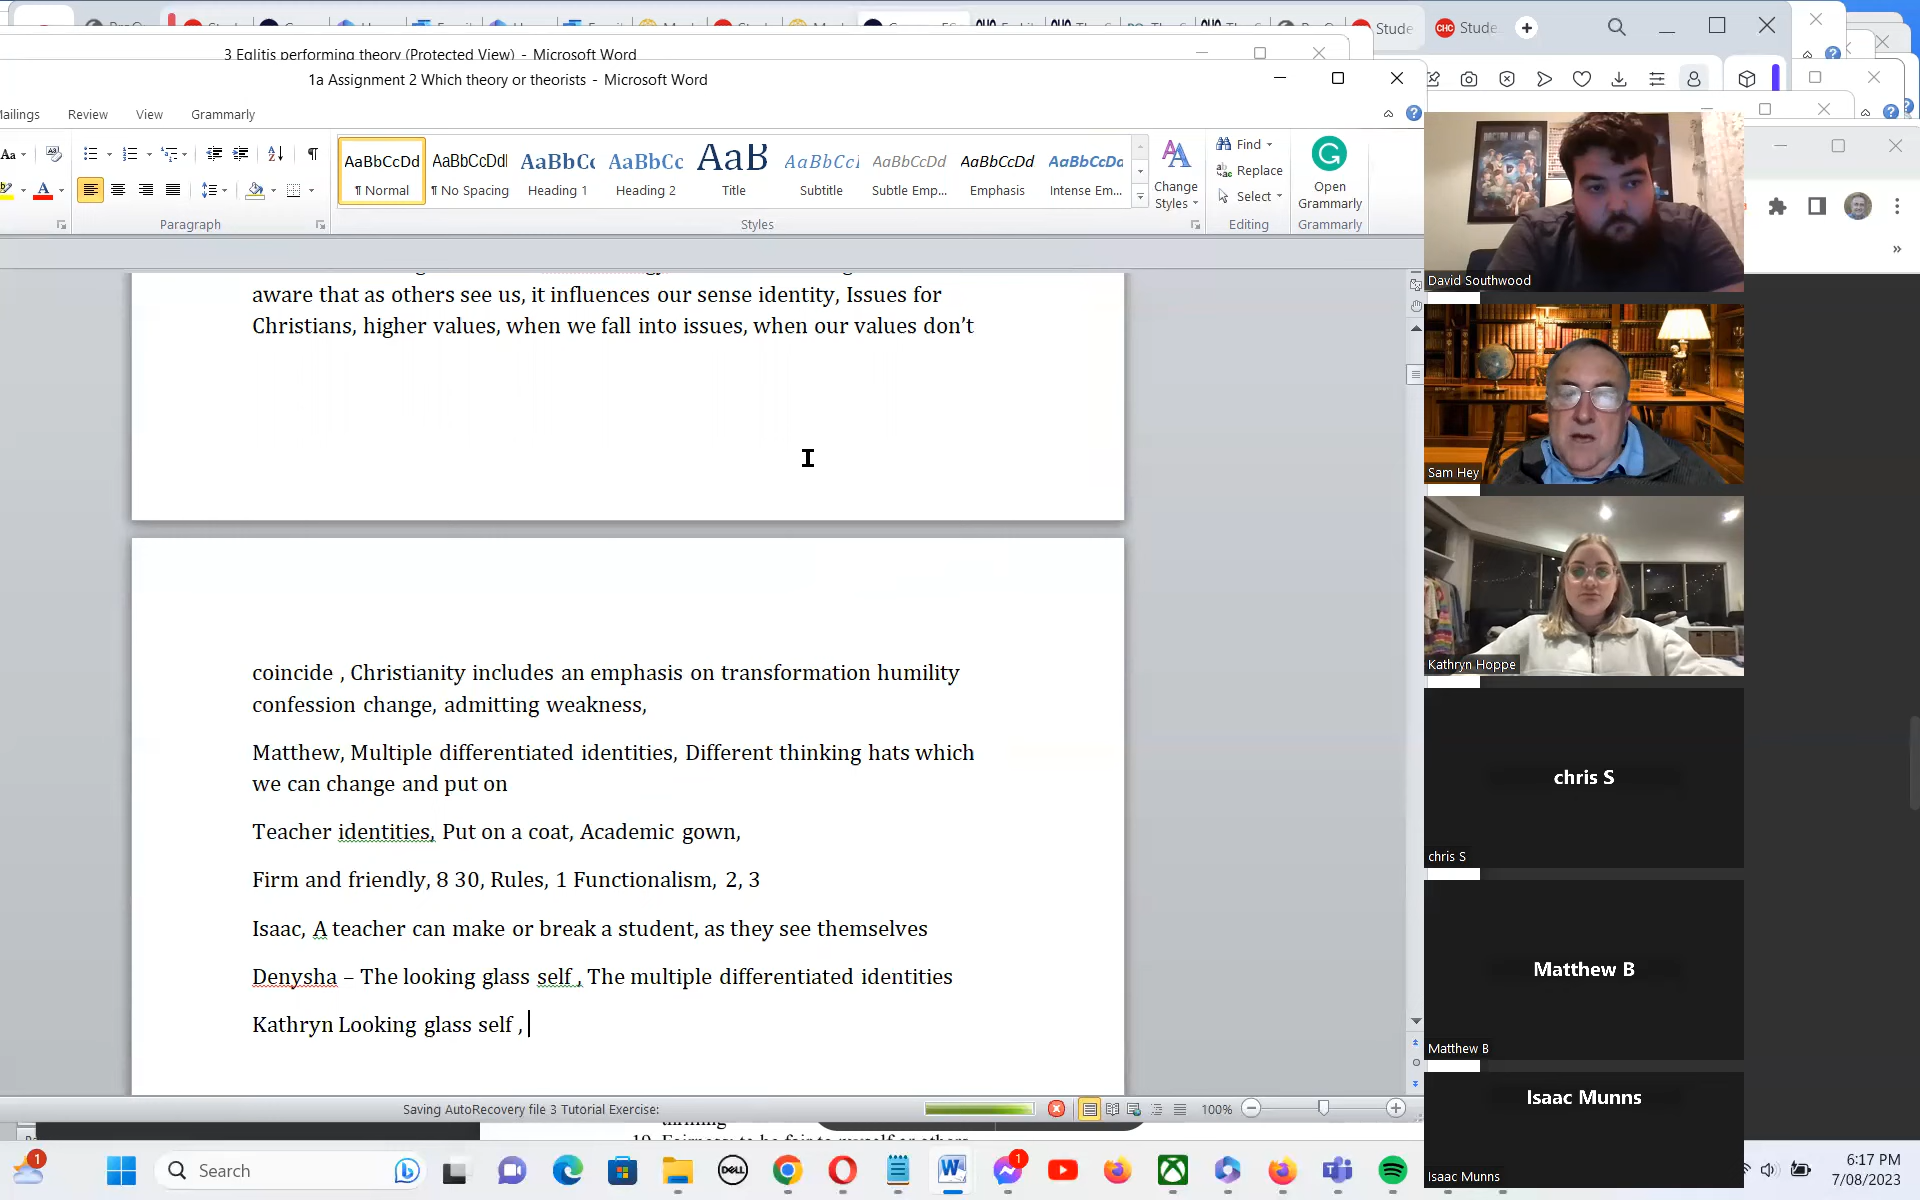 Stude
Stude
3 Eglitis performing theory (Protected View) - Microsoft Word
1a Assignment 2 Which theory or theorists - Microsoft Word
Mailings Review View Grammarly
AaBbCcDd AaBbCcDdI AaBbCc AaBbCc AaB AaBbCcI AaBbCcDd AaBbCcDd AaBbCcDd
¶ Normal ¶ No Spacing Heading 1 Heading 2 Title Subtitle Subtle Emp... Emphasis Intense Em...
Change Styles
Find
Replace
Select
Open Grammarly
Paragraph Styles Editing Grammarly
aware that as others see us, it influences our sense identity, Issues for
Christians, higher values, when we fall into issues, when our values don’t
coincide , Christianity includes an emphasis on transformation humility
confession change, admitting weakness,
Matthew, Multiple differentiated identities, Different thinking hats which
we can change and put on
Teacher identities, Put on a coat, Academic gown,
Firm and friendly, 8 30, Rules, 1 Functionalism, 2, 3
Isaac, A teacher can make or break a student, as they see themselves
Denysha – The looking glass self , The multiple differentiated identities
Kathryn Looking glass self ,
Saving AutoRecovery file 3 Tutorial Exercise:
100%
David Southwood
Sam Hey
Kathryn Hoppe
chris S
chris S
Matthew B
Matthew B
Isaac Munns
Isaac Munns
Search
DELL
6:17 PM
7/08/2023